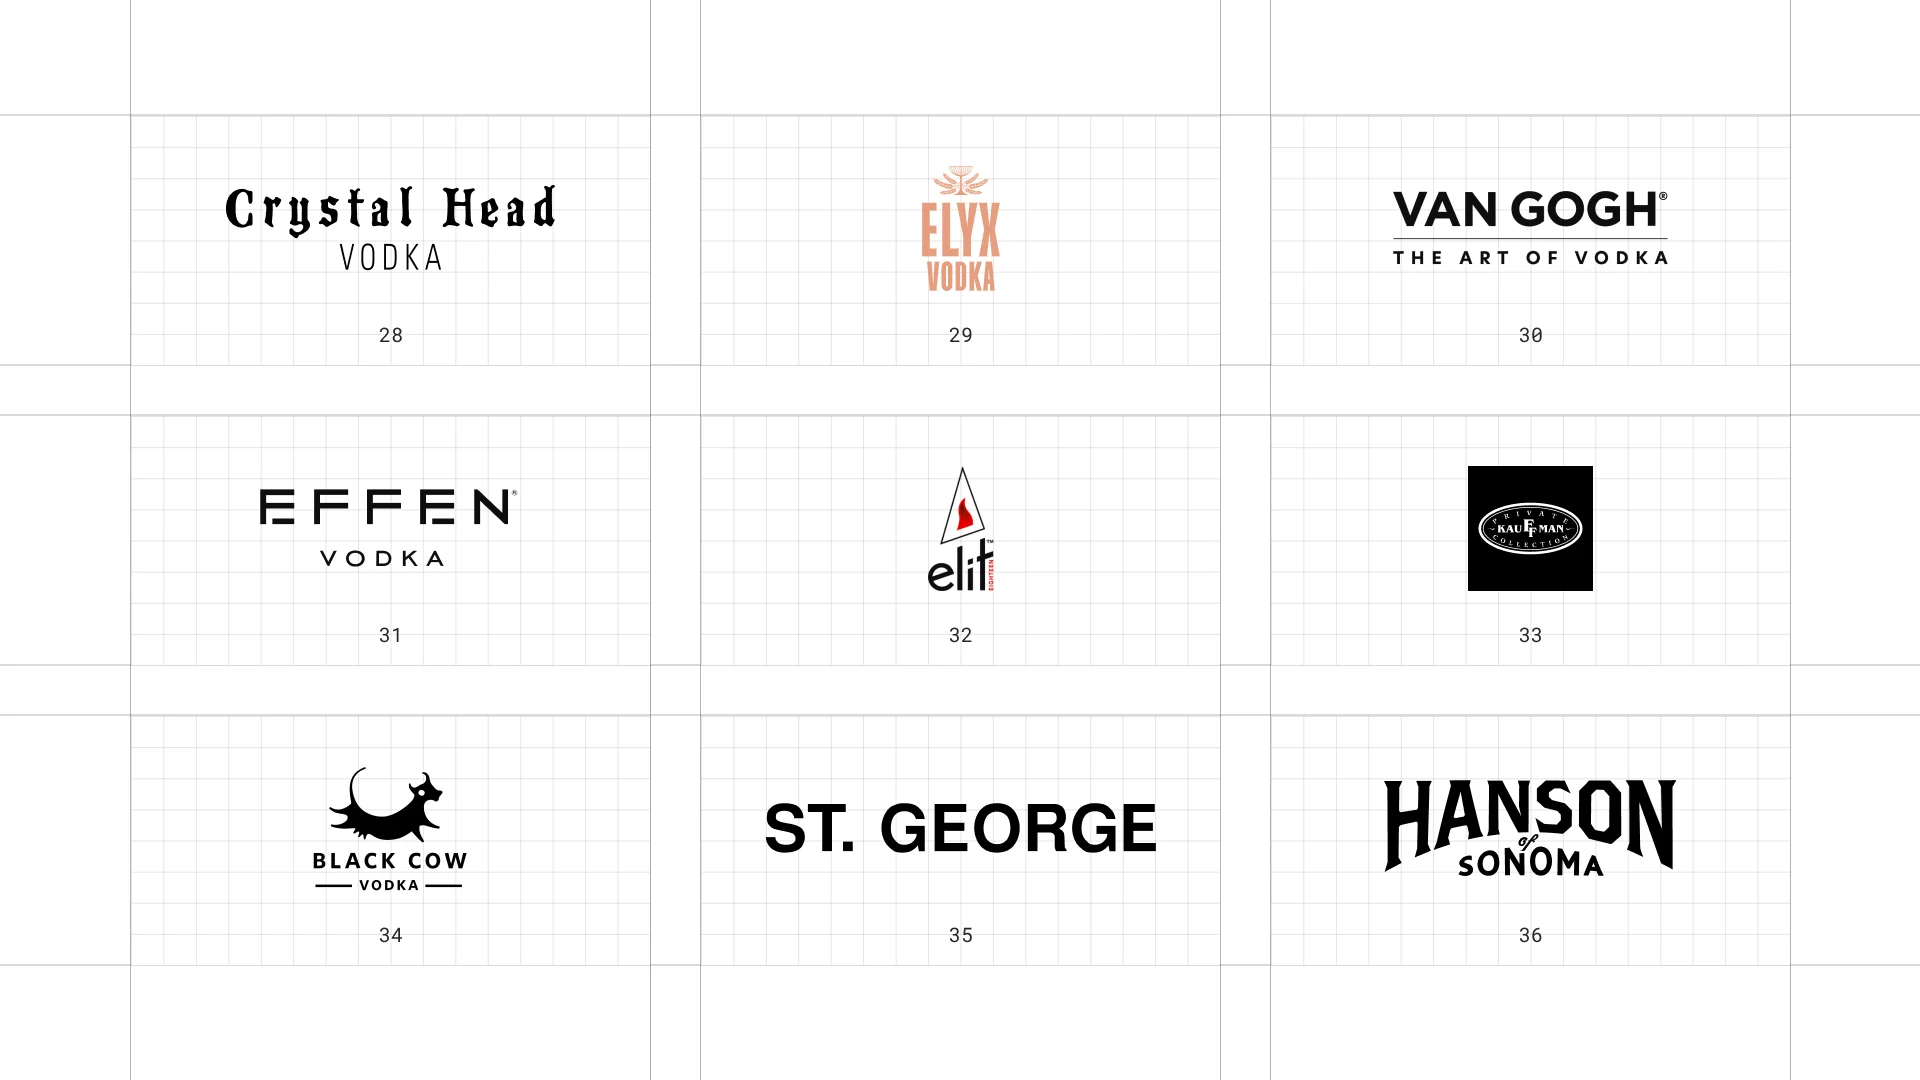 Crystal Head
VODKA
28
ELYX
VODKA
29
VAN GOGH®
THE ART OF VODKA
30
EFFEN®
VODKA
31
elit™
EIGHTEEN
32
PRIVATE
KAUFFMAN
COLLECTION
33
BLACK COW
VODKA
34
ST. GEORGE
35
HANSON
of
SONOMA
36